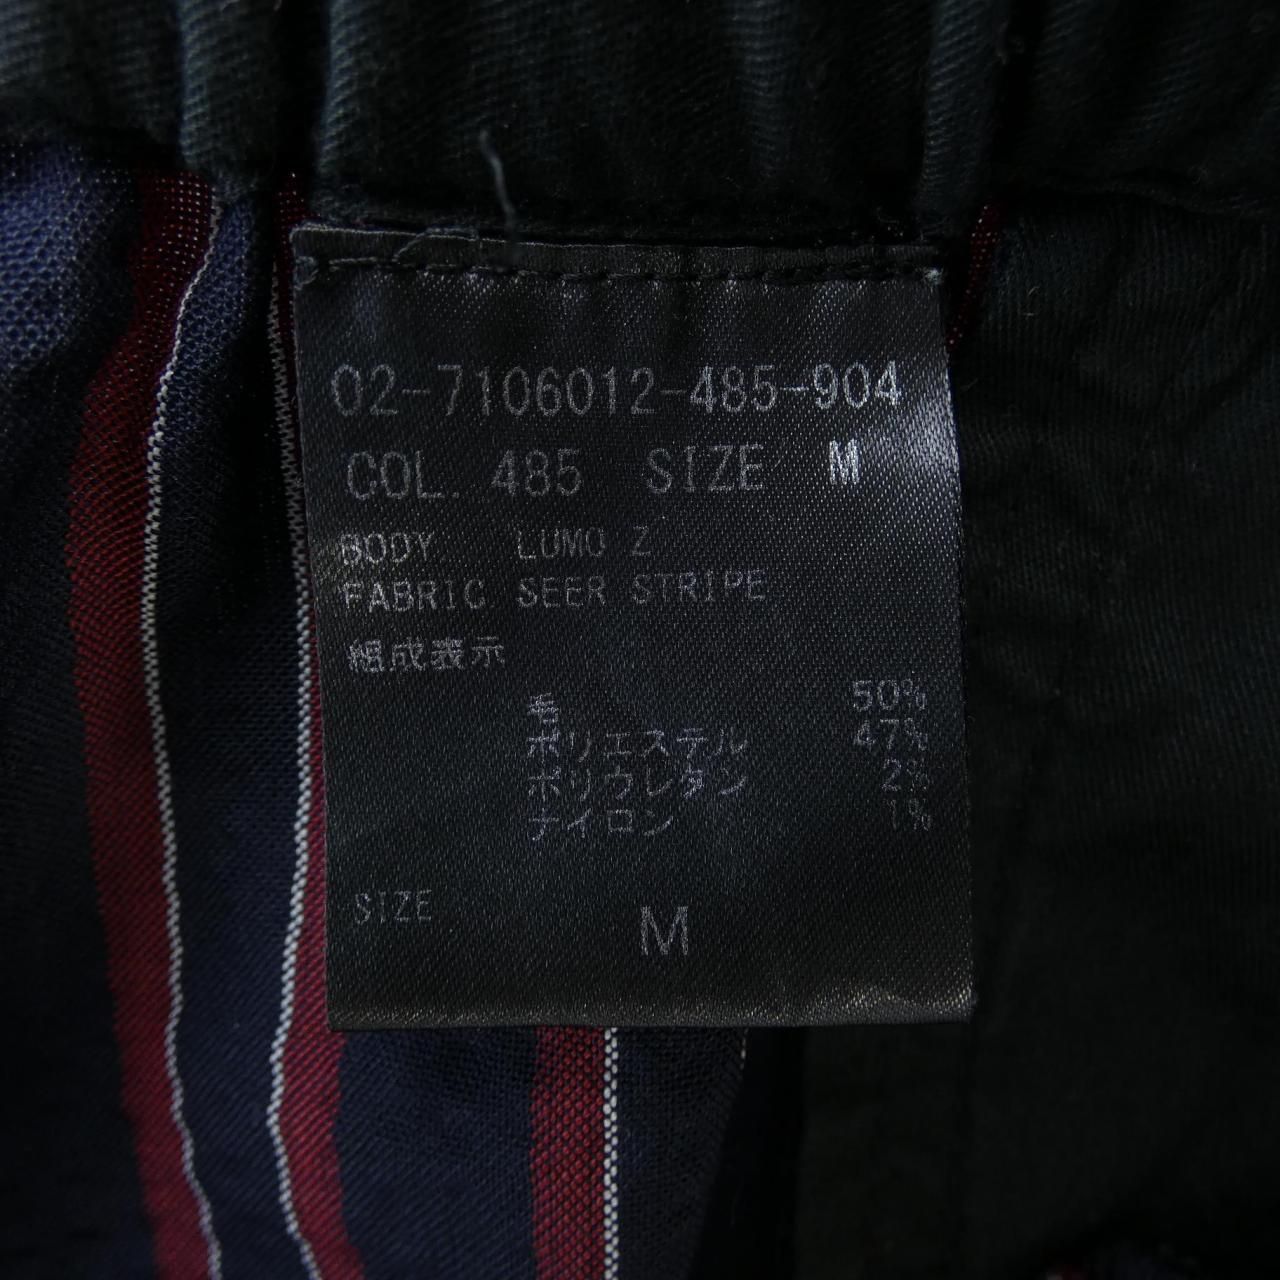 02-7106012-485-904
COL. 485 SIZE M
BODY LUMO Z
FABRIC SEER STRIPE
組成表示
毛 50%
ポリエステル 47%
ポリウレタン 2%
ナイロン 1%
SIZE M